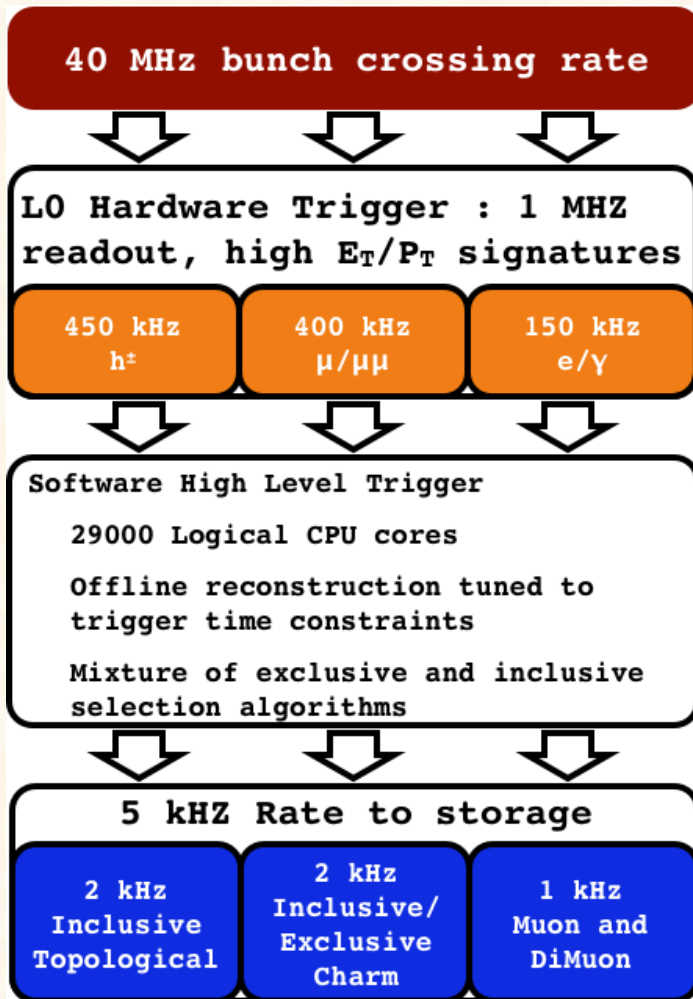 40 MHz bunch crossing rate
L0 Hardware Trigger : 1 MHZ
readout, high ET/PT signatures
450 kHz
h±
400 kHz
μ/μμ
150 kHz
e/γ
Software High Level Trigger
29000 Logical CPU cores
Offline reconstruction tuned to
trigger time constraints
Mixture of exclusive and inclusive
selection algorithms
5 kHZ Rate to storage
2 kHz
Inclusive
Topological
2 kHz
Inclusive/
Exclusive
Charm
1 kHz
Muon and
DiMuon